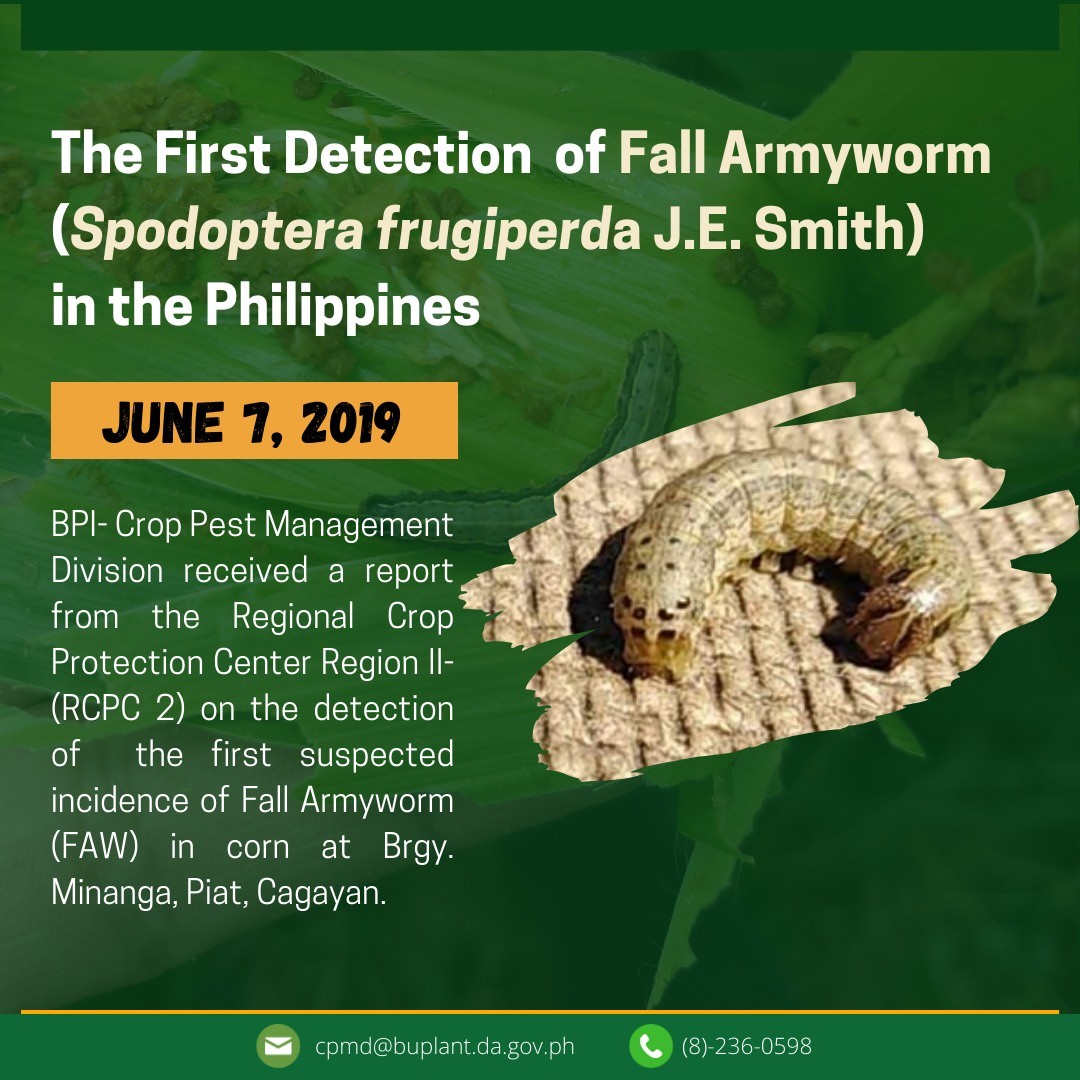 The First Detection of Fall Armyworm
(Spodoptera frugiperda J.E. Smith)
in the Philippines
JUNE 7, 2019
BPI- Crop Pest Management
Division received a report
from the Regional Crop
Protection Center Region II-
(RCPC 2) on the detection
of the first suspected
incidence of Fall Armyworm
(FAW) in corn at Brgy.
Minanga, Piat, Cagayan.
cpmd@buplant.da.gov.ph
(8)-236-0598